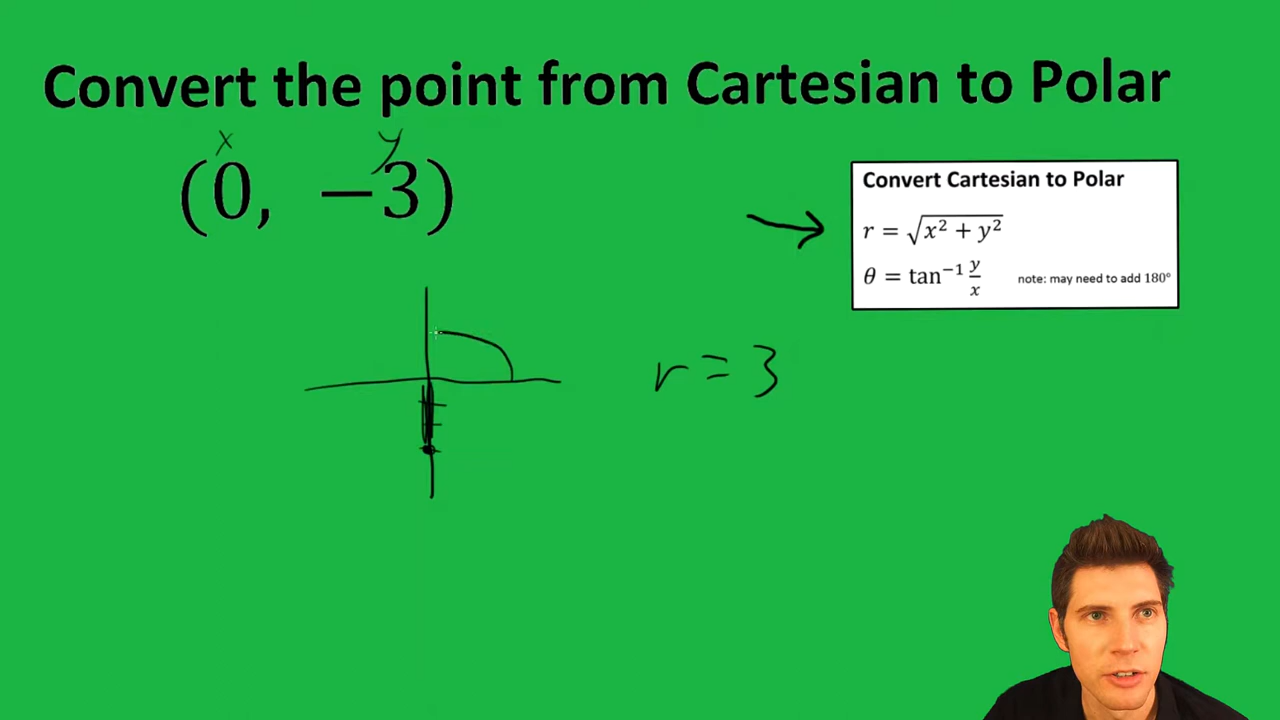 Convert the point from Cartesian to Polar
x y
(0, −3)
Convert Cartesian to Polar
r = √x² + y²
θ = tan⁻¹ y/x note: may need to add 180°
r = 3